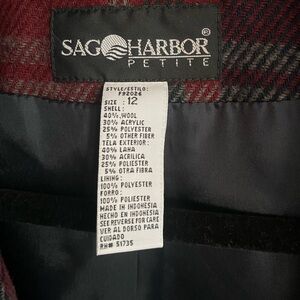 SAG HARBOR®
PETITE
STYLE/ESTILO:
F92026
SIZE: 12
SHELL:
40% WOOL
30% ACRYLIC
25% POLYESTER
5% OTHER FIBER
TELA EXTERIOR:
40% LANA
30% ACRILICA
25% POLIESTER
5% OTRA FIBRA
LINING:
100% POLYESTER
FORRO:
100% POLIESTER
MADE IN INDONESIA
HECHO EN INDONESIA
SEE REVERSE FOR CARE
VER AL DORSO PARA
CUIDADO
RN# 51735